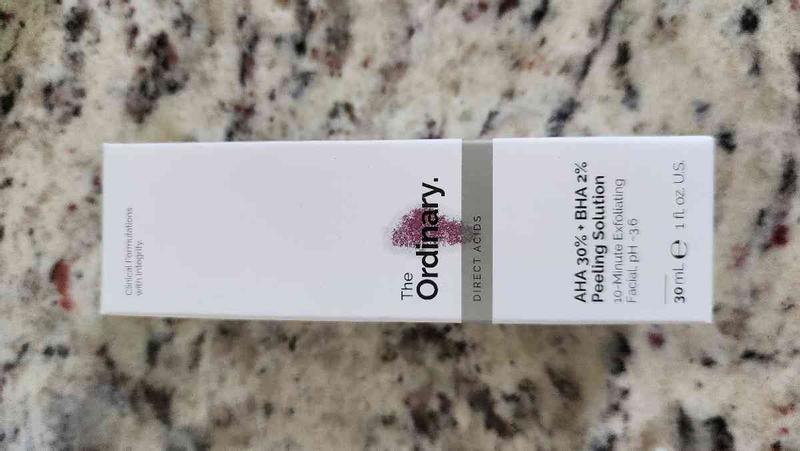 Clinical Formulations
with Integrity.
The
Ordinary.
DIRECT ACIDS
AHA 30% + BHA 2%
Peeling Solution
10-Minute Exfoliating
Facial. pH ~3.6
30 mL ℮ 1 fl. oz. U.S.